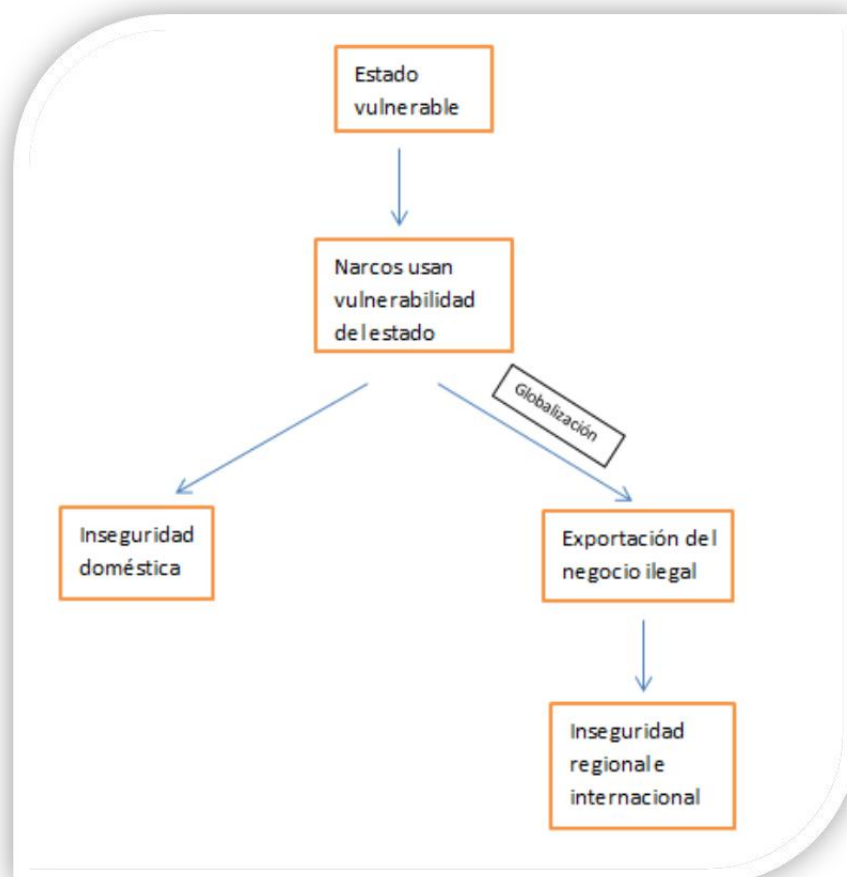 Estado
vulnerable
Narcos usan
vulnerabilidad
del estado
Globalización
Inseguridad
doméstica
Exportación del
negocio ilegal
Inseguridad
regional e
internacional